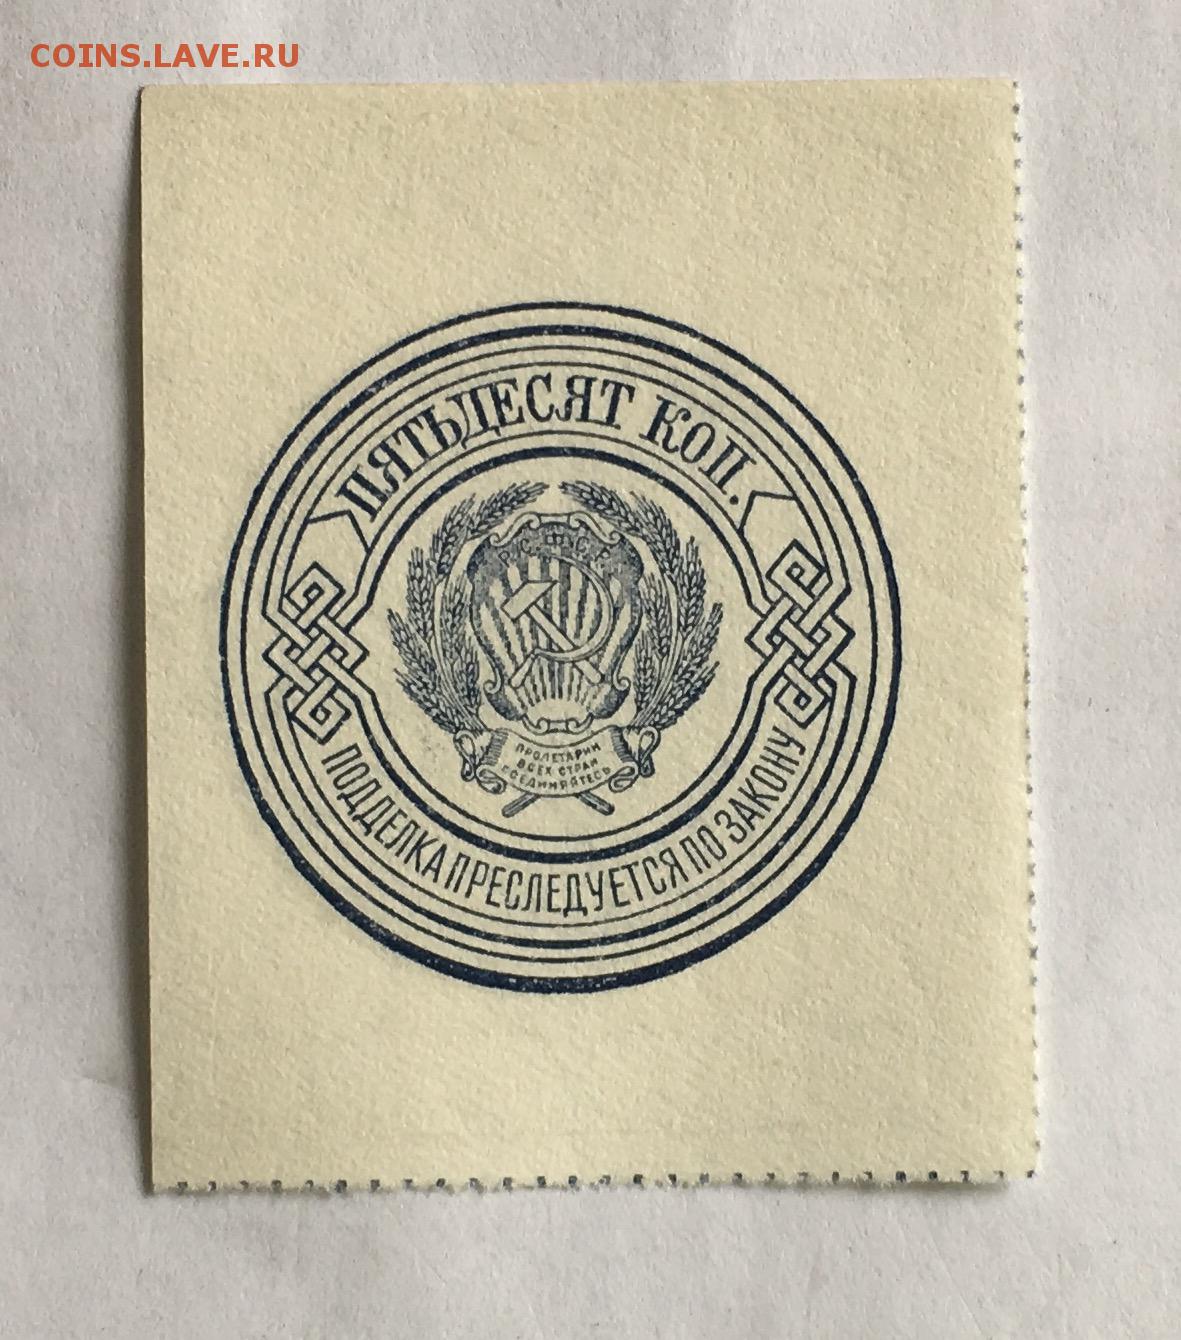 COINS.LAVE.RU
ПЯТЬДЕСЯТ КОП.
Р.С.Ф.С.Р.
ПРОЛЕТАРИИ
ВСЕХ СТРАН
СОЕДИНЯЙТЕСЬ
ПОДДЕЛКА ПРЕСЛЕДУЕТСЯ ПО ЗАКОНУ